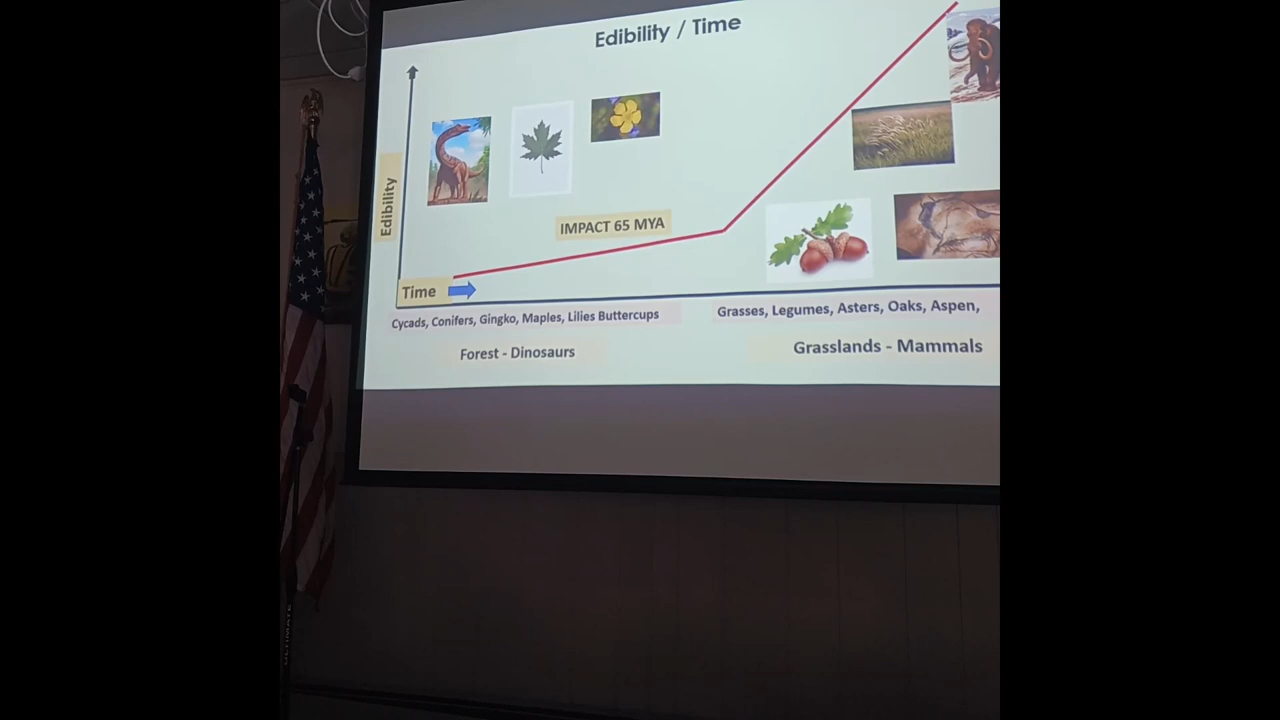 Edibility / Time
Edibility
IMPACT 65 MYA
Time
Cycads, Conifers, Gingko, Maples, Lilies Buttercups
Grasses, Legumes, Asters, Oaks, Aspen,
Forest - Dinosaurs
Grasslands - Mammals
ULTIMATE